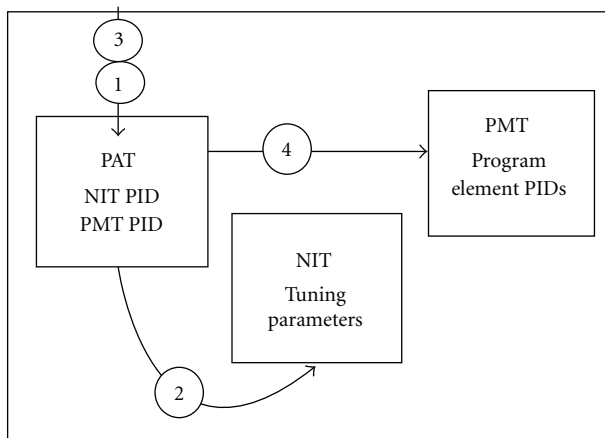 3
1
PAT
NIT PID
PMT PID
4
PMT
Program
element PIDs
NIT
Tuning
parameters
2